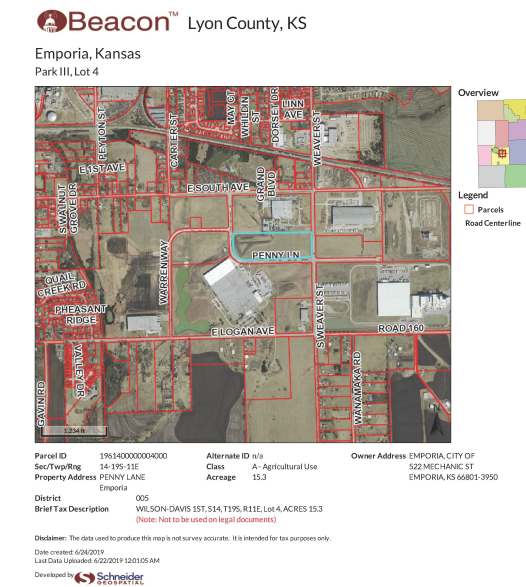 Beacon™ Lyon County, KS
Emporia, Kansas
Park III, Lot 4
Overview
Legend
Parcels
Road Centerline
PEYTON ST
CARTER ST
MAY CT
WHILDIN ST
DORSET DR
LINN AVE
WEAVER ST
E 1ST AVE
E SOUTH AVE
GRAND BLVD
S WALNUT
GROVE DR
WARREN WAY
PENNY LN
QUAIL
CREEK RD
PHEASANT
RIDGE
S WEAVER ST
E LOGAN AVE
ROAD 160
VALLEY DR
GAVIN RD
WANAMAKA RD
1,234 ft
N
Parcel ID 1961400000004000 Alternate ID n/a Owner Address EMPORIA, CITY OF
Sec/Twp/Rng 14-19S-11E Class A - Agricultural Use 522 MECHANIC ST
Property Address PENNY LANE Acreage 15.3 EMPORIA, KS 66801-3950
Emporia
District 005
Brief Tax Description WILSON-DAVIS 1ST, S14, T19S, R11E, Lot 4, ACRES 15.3
(Note: Not to be used on legal documents)
Disclaimer: The data used to produce this map is not survey accurate. It is intended for tax purposes only.
Date created: 6/24/2019
Last Data Uploaded: 6/22/2019 12:01:05 AM
Developed by Schneider
GEOSPATIAL